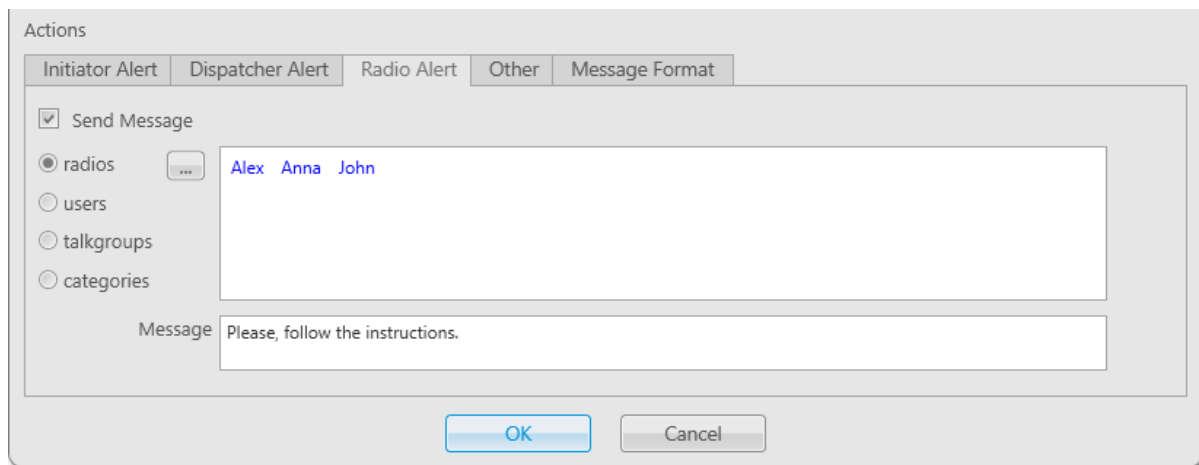 Actions
Initiator Alert Dispatcher Alert Radio Alert Other Message Format
Send Message
radios ... Alex Anna John
users
talkgroups
categories
Message Please, follow the instructions.
OK Cancel